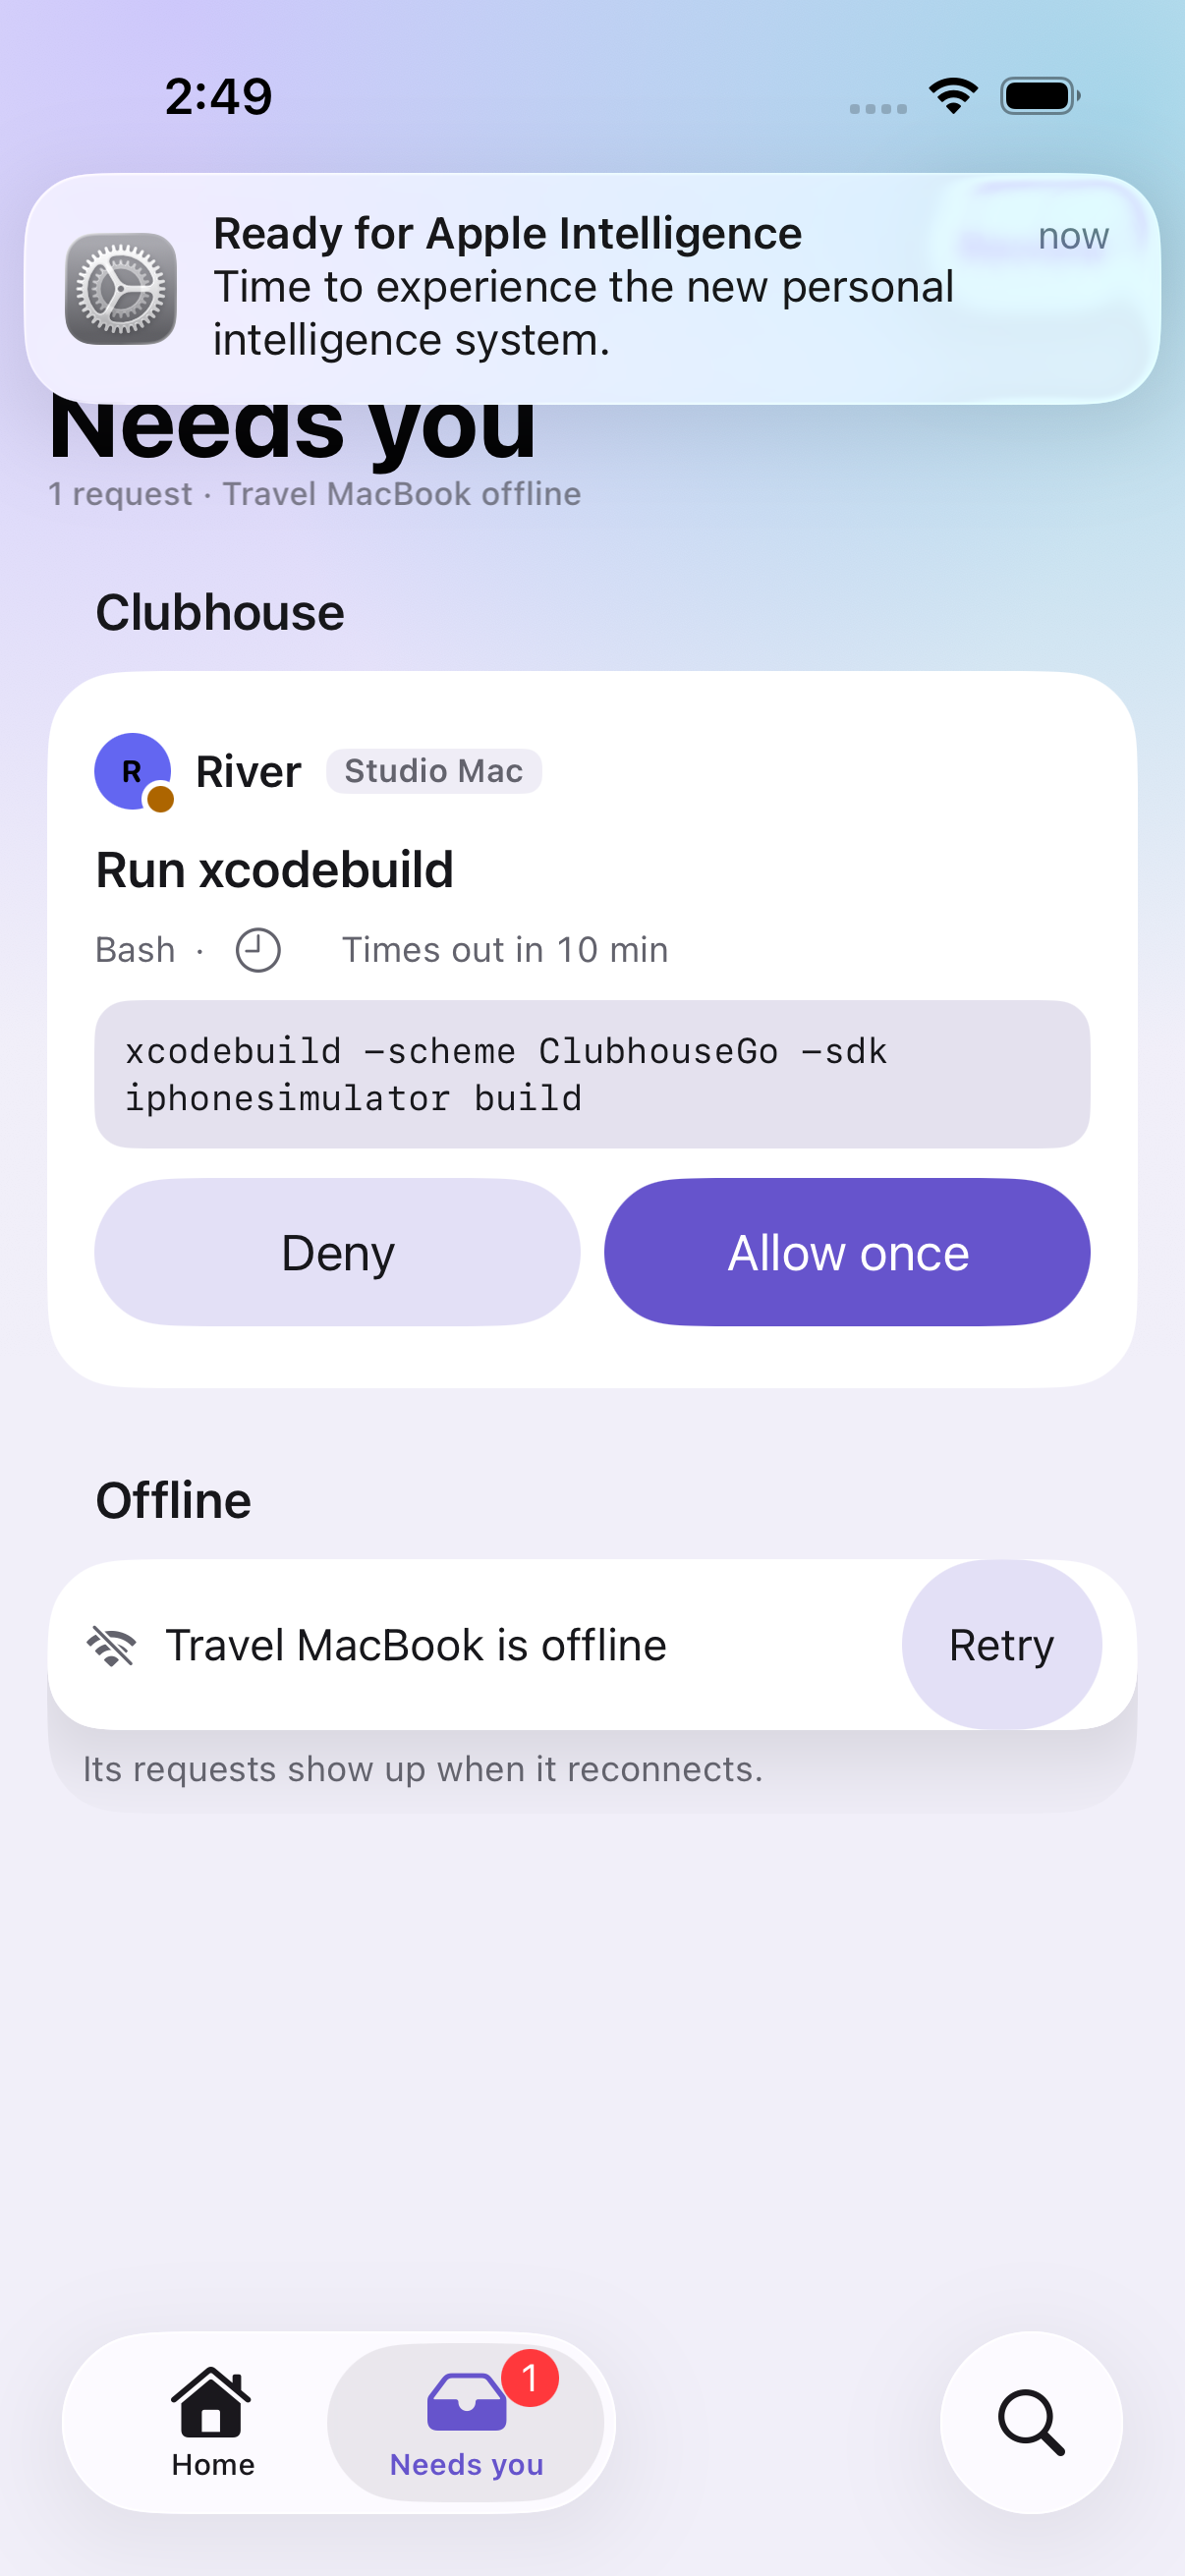 2:49
Ready for Apple Intelligence
now
Time to experience the new personal
intelligence system.
Needs you
1 request · Travel MacBook offline
Clubhouse
R
River
Studio Mac
Run xcodebuild
Bash · Times out in 10 min
xcodebuild -scheme ClubhouseGo -sdk
iphonesimulator build
Deny
Allow once
Offline
Travel MacBook is offline
Retry
Its requests show up when it reconnects.
1
Home
Needs you